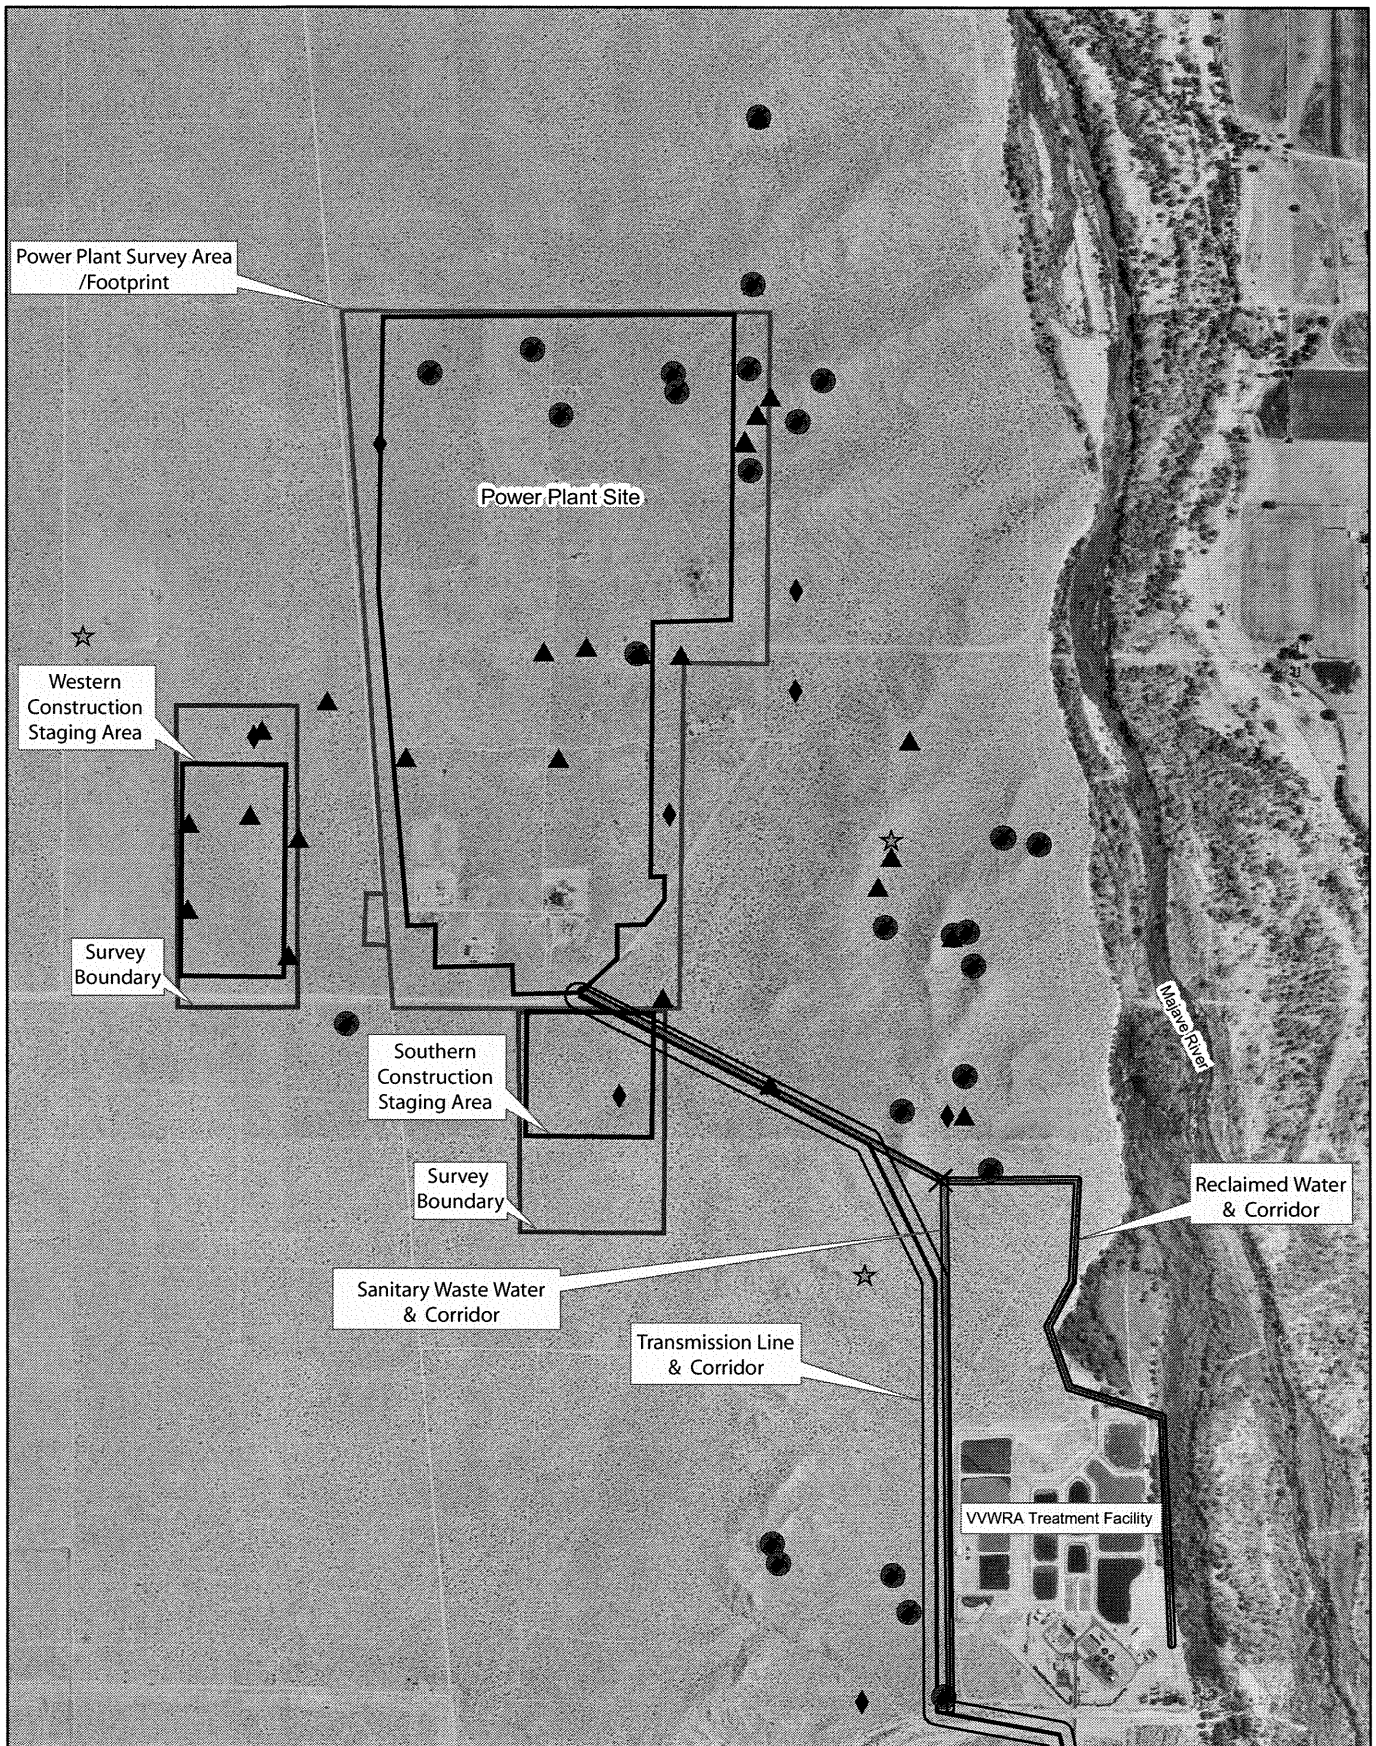 Power Plant Survey Area
/Footprint
Power Plant Site
Western
Construction
Staging Area
Survey
Boundary
Majave River
Southern
Construction
Staging Area
Survey
Boundary
Reclaimed Water
& Corridor
Sanitary Waste Water
& Corridor
Transmission Line
& Corridor
VVWRA Treatment Facility